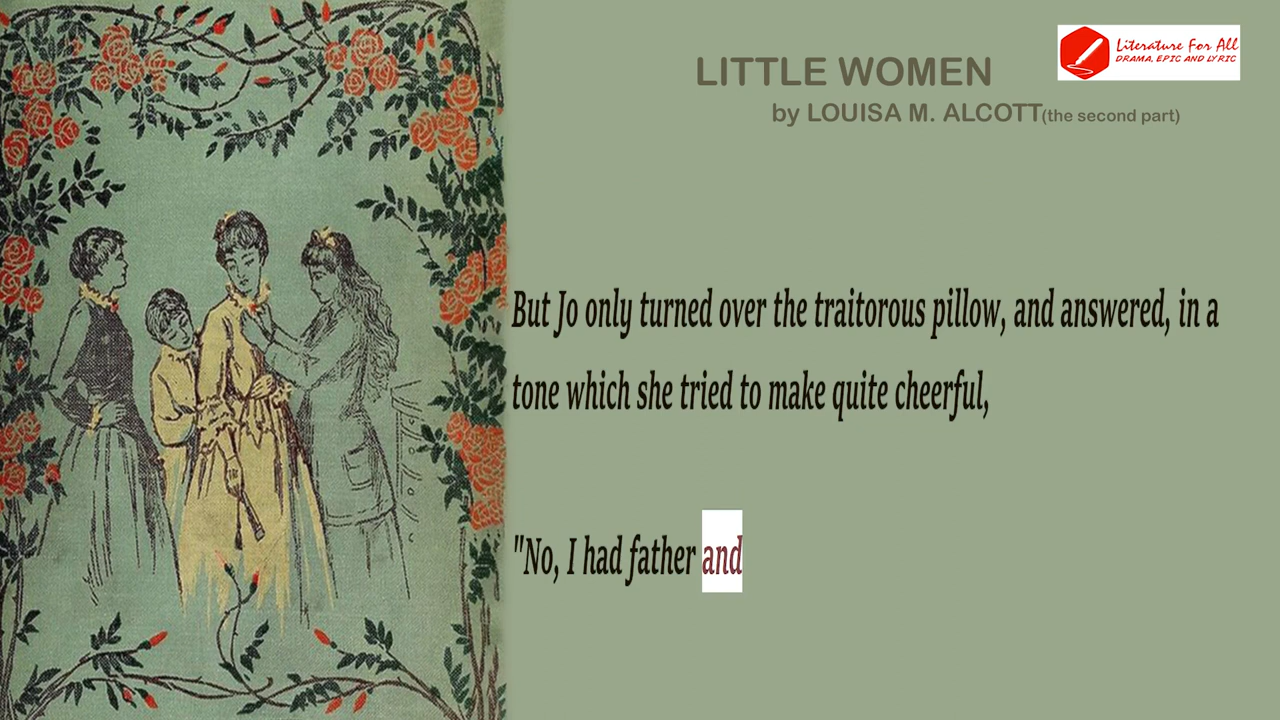 LITTLE WOMEN
by LOUISA M. ALCOTT(the second part)
Literature For All
DRAMA, EPIC AND LYRIC
But Jo only turned over the traitorous pillow, and answered, in a
tone which she tried to make quite cheerful,
"No, I had father and